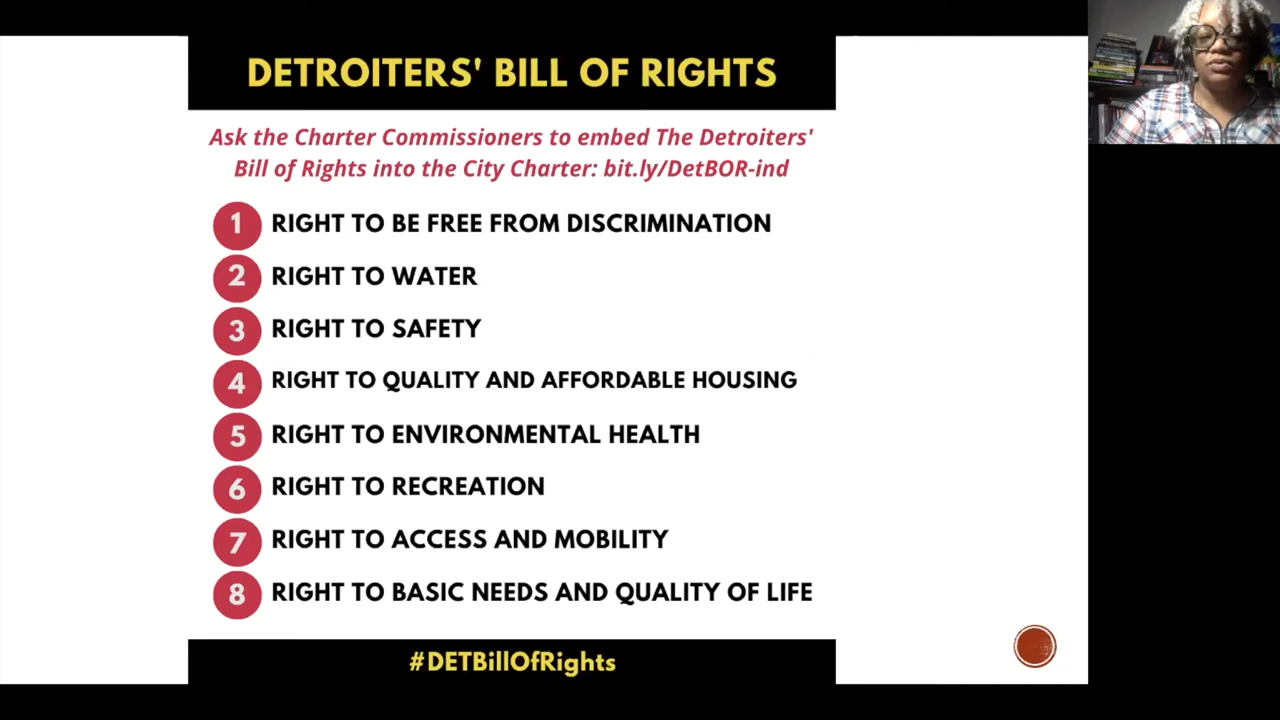 DETROITERS' BILL OF RIGHTS
Ask the Charter Commissioners to embed The Detroiters'
Bill of Rights into the City Charter: bit.ly/DetBOR-ind
1 RIGHT TO BE FREE FROM DISCRIMINATION
2 RIGHT TO WATER
3 RIGHT TO SAFETY
4 RIGHT TO QUALITY AND AFFORDABLE HOUSING
5 RIGHT TO ENVIRONMENTAL HEALTH
6 RIGHT TO RECREATION
7 RIGHT TO ACCESS AND MOBILITY
8 RIGHT TO BASIC NEEDS AND QUALITY OF LIFE
#DETBillOfRights